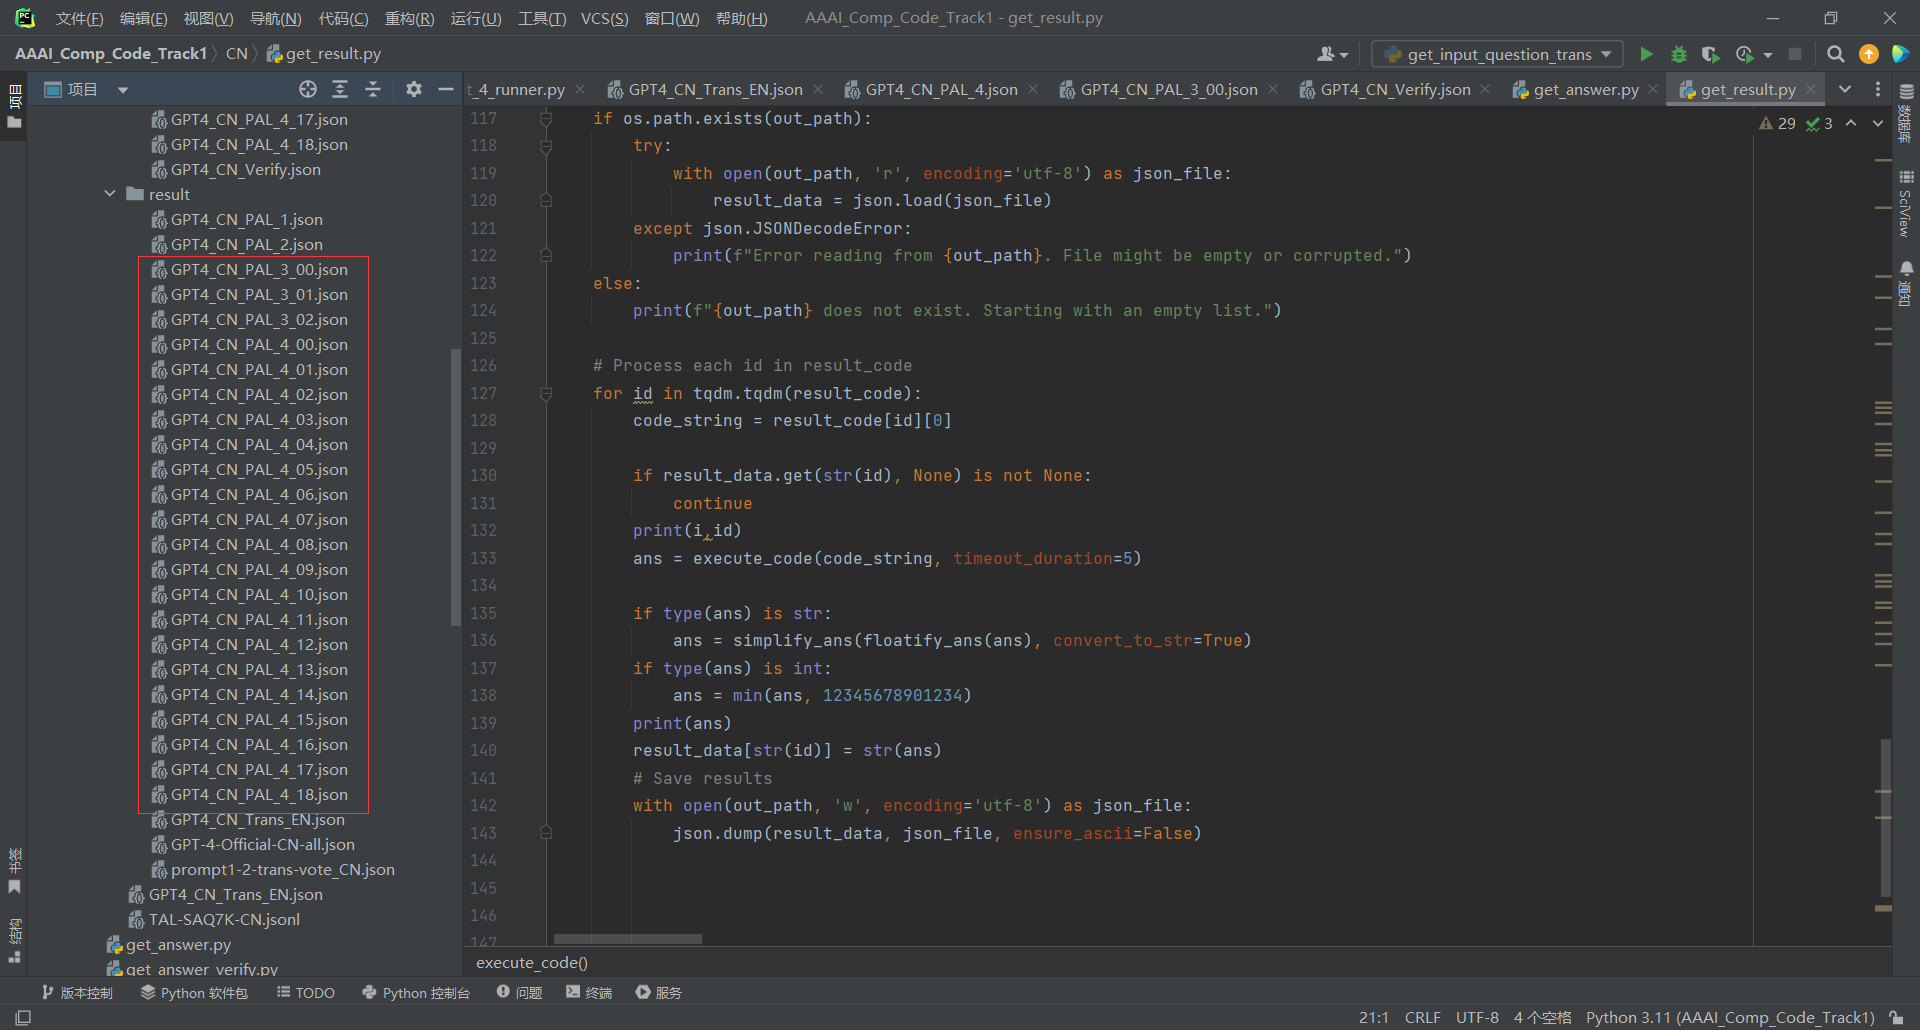 文件(F) 编辑(E) 视图(V) 导航(N) 代码(C) 重构(R) 运行(U) 工具(T) VCS(S) 窗口(W) 帮助(H) AAAI_Comp_Code_Track1 - get_result.py
AAAI_Comp_Code_Track1 CN get_result.py
get_input_question_trans
项目
项目
t_4_runner.py GPT4_CN_Trans_EN.json GPT4_CN_PAL_4.json GPT4_CN_PAL_3_00.json GPT4_CN_Verify.json get_answer.py get_result.py
GPT4_CN_PAL_4_17.json
GPT4_CN_PAL_4_18.json
GPT4_CN_Verify.json
result
GPT4_CN_PAL_1.json
GPT4_CN_PAL_2.json
GPT4_CN_PAL_3_00.json
GPT4_CN_PAL_3_01.json
GPT4_CN_PAL_3_02.json
GPT4_CN_PAL_4_00.json
GPT4_CN_PAL_4_01.json
GPT4_CN_PAL_4_02.json
GPT4_CN_PAL_4_03.json
GPT4_CN_PAL_4_04.json
GPT4_CN_PAL_4_05.json
GPT4_CN_PAL_4_06.json
GPT4_CN_PAL_4_07.json
GPT4_CN_PAL_4_08.json
GPT4_CN_PAL_4_09.json
GPT4_CN_PAL_4_10.json
GPT4_CN_PAL_4_11.json
GPT4_CN_PAL_4_12.json
GPT4_CN_PAL_4_13.json
GPT4_CN_PAL_4_14.json
GPT4_CN_PAL_4_15.json
GPT4_CN_PAL_4_16.json
GPT4_CN_PAL_4_17.json
GPT4_CN_PAL_4_18.json
GPT4_CN_Trans_EN.json
GPT-4-Official-CN-all.json
prompt1-2-trans-vote_CN.json
GPT4_CN_Trans_EN.json
TAL-SAQ7K-CN.jsonl
get_answer.py
get_answer_verify.py
书签
结构
29 3
117 if os.path.exists(out_path):
118 try:
119 with open(out_path, 'r', encoding='utf-8') as json_file:
120 result_data = json.load(json_file)
121 except json.JSONDecodeError:
122 print(f"Error reading from {out_path}. File might be empty or corrupted.")
123 else:
124 print(f"{out_path} does not exist. Starting with an empty list.")
125
126 # Process each id in result_code
127 for id in tqdm.tqdm(result_code):
128 code_string = result_code[id][0]
129
130 if result_data.get(str(id), None) is not None:
131 continue
132 print(i,id)
133 ans = execute_code(code_string, timeout_duration=5)
134
135 if type(ans) is str:
136 ans = simplify_ans(floatify_ans(ans), convert_to_str=True)
137 if type(ans) is int:
138 ans = min(ans, 12345678901234)
139 print(ans)
140 result_data[str(id)] = str(ans)
141 # Save results
142 with open(out_path, 'w', encoding='utf-8') as json_file:
143 json.dump(result_data, json_file, ensure_ascii=False)
144
145
146
147
execute_code()
数据库
SciView
通知
版本控制 Python 软件包 TODO Python 控制台 问题 终端 服务
21:1 CRLF UTF-8 4 个空格 Python 3.11 (AAAI_Comp_Code_Track1)